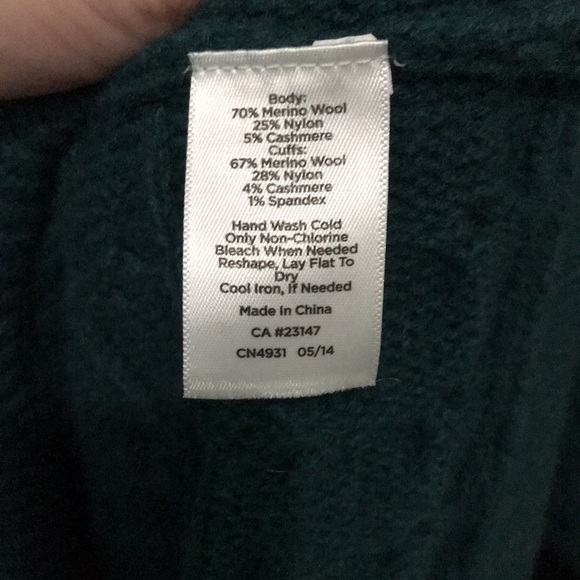 Body:
70% Merino Wool
25% Nylon
5% Cashmere
Cuffs:
67% Merino Wool
28% Nylon
4% Cashmere
1% Spandex
Hand Wash Cold
Only Non-Chlorine
Bleach When Needed
Reshape, Lay Flat To
Dry
Cool Iron, If Needed
Made in China
CA #23147
CN4931 05/14